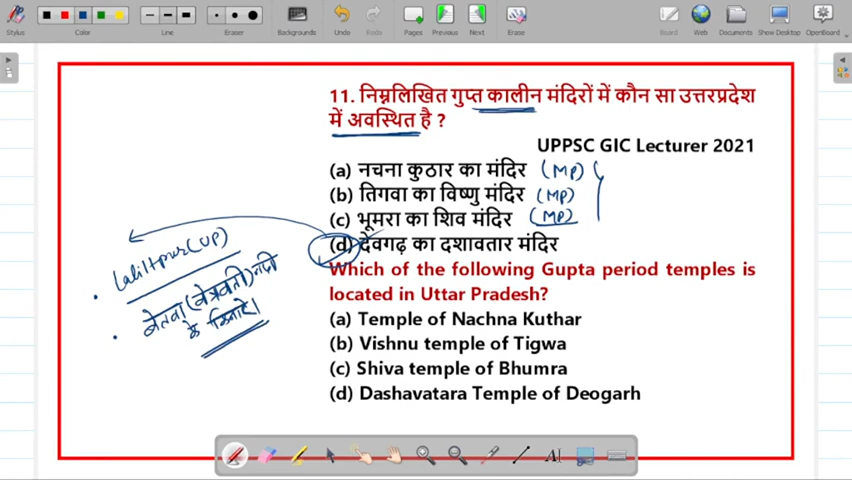 Stylus
Color
Line
Eraser
Backgrounds
Undo
Redo
Pages
Previous
Next
Erase
Board
Web
Documents
Show Desktop
OpenBoard
11. निम्नलिखित गुप्त कालीन मंदिरों में कौन सा उत्तरप्रदेश
में अवस्थित है ?
UPPSC GIC Lecturer 2021
(a) नचना कुठार का मंदिर (MP)
(b) तिगवा का विष्णु मंदिर (MP)
(c) भूमरा का शिव मंदिर (MP)
(d) देवगढ़ का दशावतार मंदिर
Lalitpur (UP)
बेतवा (बेत्रवती) नदी
के किनारे।
Which of the following Gupta period temples is
located in Uttar Pradesh?
(a) Temple of Nachna Kuthar
(b) Vishnu temple of Tigwa
(c) Shiva temple of Bhumra
(d) Dashavatara Temple of Deogarh